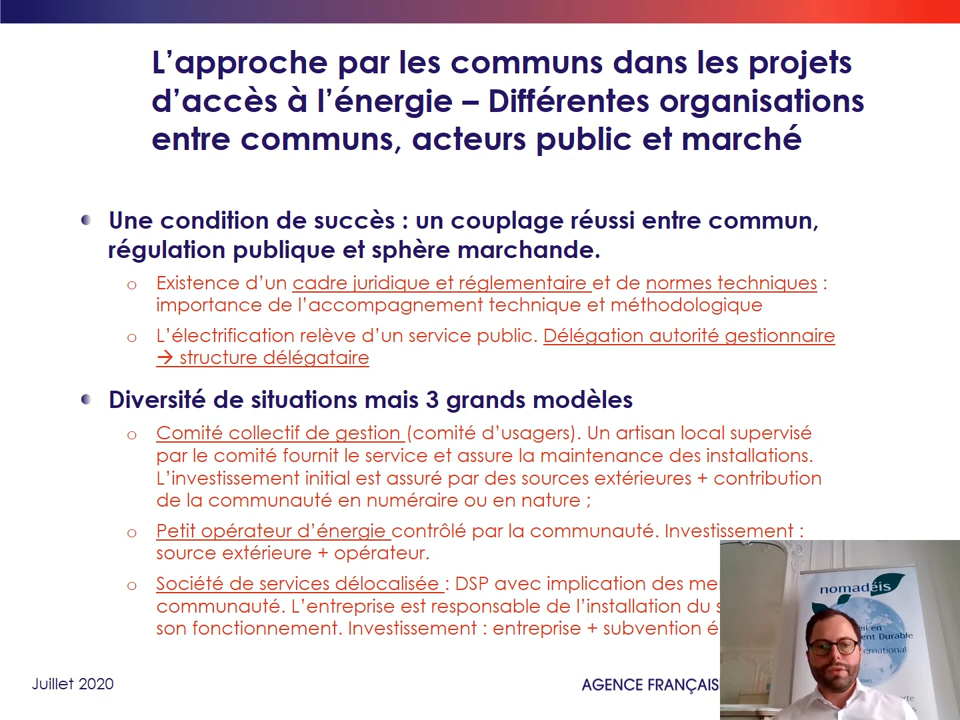 L'approche par les communs dans les projets
d'accès à l'énergie – Différentes organisations
entre communs, acteurs public et marché
Une condition de succès : un couplage réussi entre commun,
régulation publique et sphère marchande.
Existence d'un cadre juridique et réglementaire et de normes techniques :
importance de l'accompagnement technique et méthodologique
L'électrification relève d'un service public. Délégation autorité gestionnaire
→ structure délégataire
Diversité de situations mais 3 grands modèles
Comité collectif de gestion (comité d'usagers). Un artisan local supervisé
par le comité fournit le service et assure la maintenance des installations.
L'investissement initial est assuré par des sources extérieures + contribution
de la communauté en numéraire ou en nature ;
Petit opérateur d'énergie contrôlé par la communauté. Investissement :
source extérieure + opérateur.
Société de services délocalisée : DSP avec implication des
communauté. L'entreprise est responsable de l'installation du
son fonctionnement. Investissement : entreprise + subvention
nomadéis
en
Durable
Juillet 2020
AGENCE FRANÇAIS